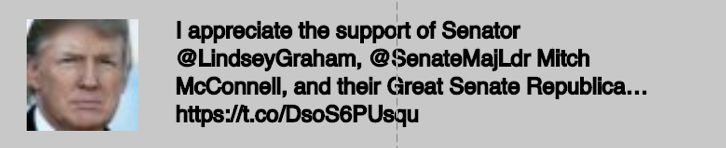 I appreciate the support of Senator
@LindseyGraham, @SenateMajLdr Mitch
McConnell, and their Great Senate Republica…
https://t.co/DsoS6PUsqu